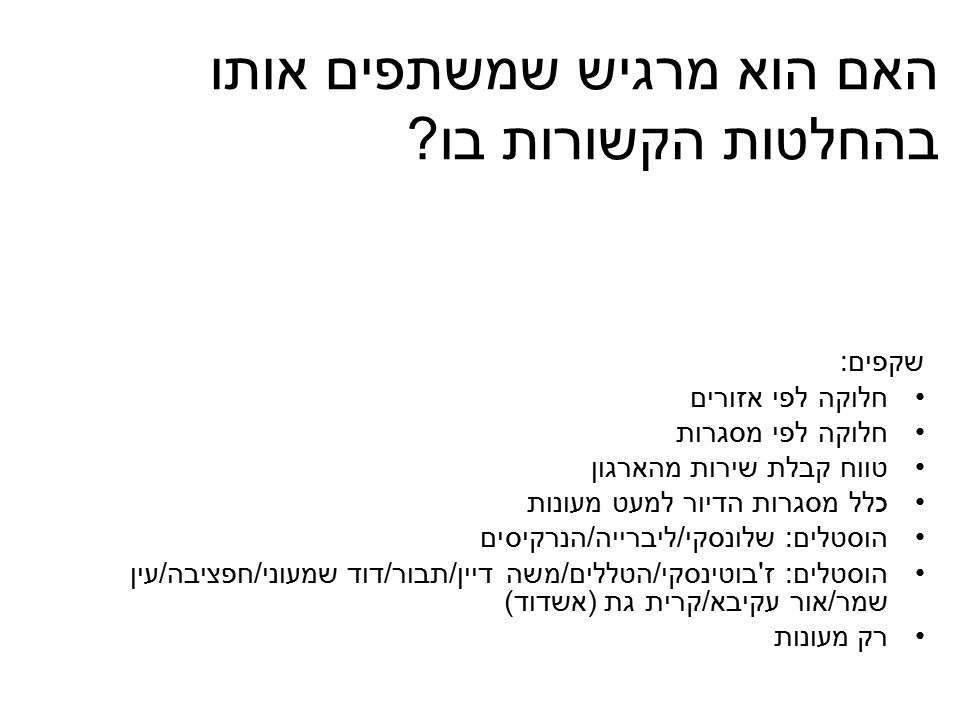 האם הוא מרגיש שמשתפים אותו
בהחלטות הקשורות בו?
שקפים:
• חלוקה לפי אזורים
• חלוקה לפי מסגרות
• טווח קבלת שירות מהארגון
• כלל מסגרות הדיור למעט מעונות
• הוסטלים: שלונסקי/ליברייה/הנרקיסים
• הוסטלים: ז'בוטינסקי/הטללים/משה דיין/תבור/דוד שמעוני/חפציבה/עין
שמר/אור עקיבא/קרית גת (אשדוד)
• רק מעונות